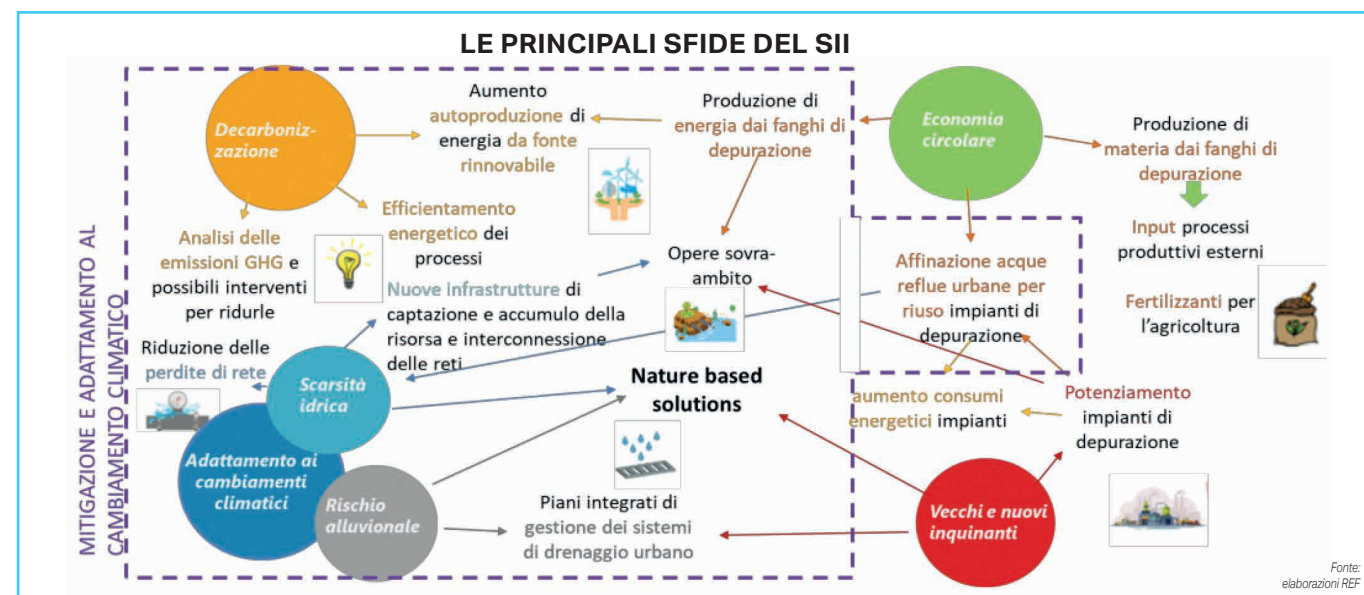 LE PRINCIPALI SFIDE DEL SII
MITIGAZIONE E ADATTAMENTO AL
CAMBIAMENTO CLIMATICO
Decarboniz-
zazione
Aumento
autoproduzione di
energia da fonte
rinnovabile
Produzione di
energia dai fanghi di
depurazione
Economia
circolare
Produzione di
materia dai fanghi di
depurazione
Analisi delle
emissioni GHG e
possibili interventi
per ridurle
Efficientamento
energetico dei
processi
Opere sovra-
ambito
Affinazione acque
reflue urbane per
riuso impianti di
depurazione
Input processi
produttivi esterni
Fertilizzanti per
l'agricoltura
Nuove infrastrutture di
captazione e accumulo della
risorsa e interconnessione
delle reti
Riduzione delle
perdite di rete
Scarsità
idrica
Nature based
solutions
aumento consumi
energetici impianti
Potenziamento
impianti di
depurazione
Adattamento ai
cambiamenti
climatici
Rischio
alluvionale
Piani integrati di
gestione dei sistemi
di drenaggio urbano
Vecchi e nuovi
inquinanti
Fonte:
elaborazioni REF